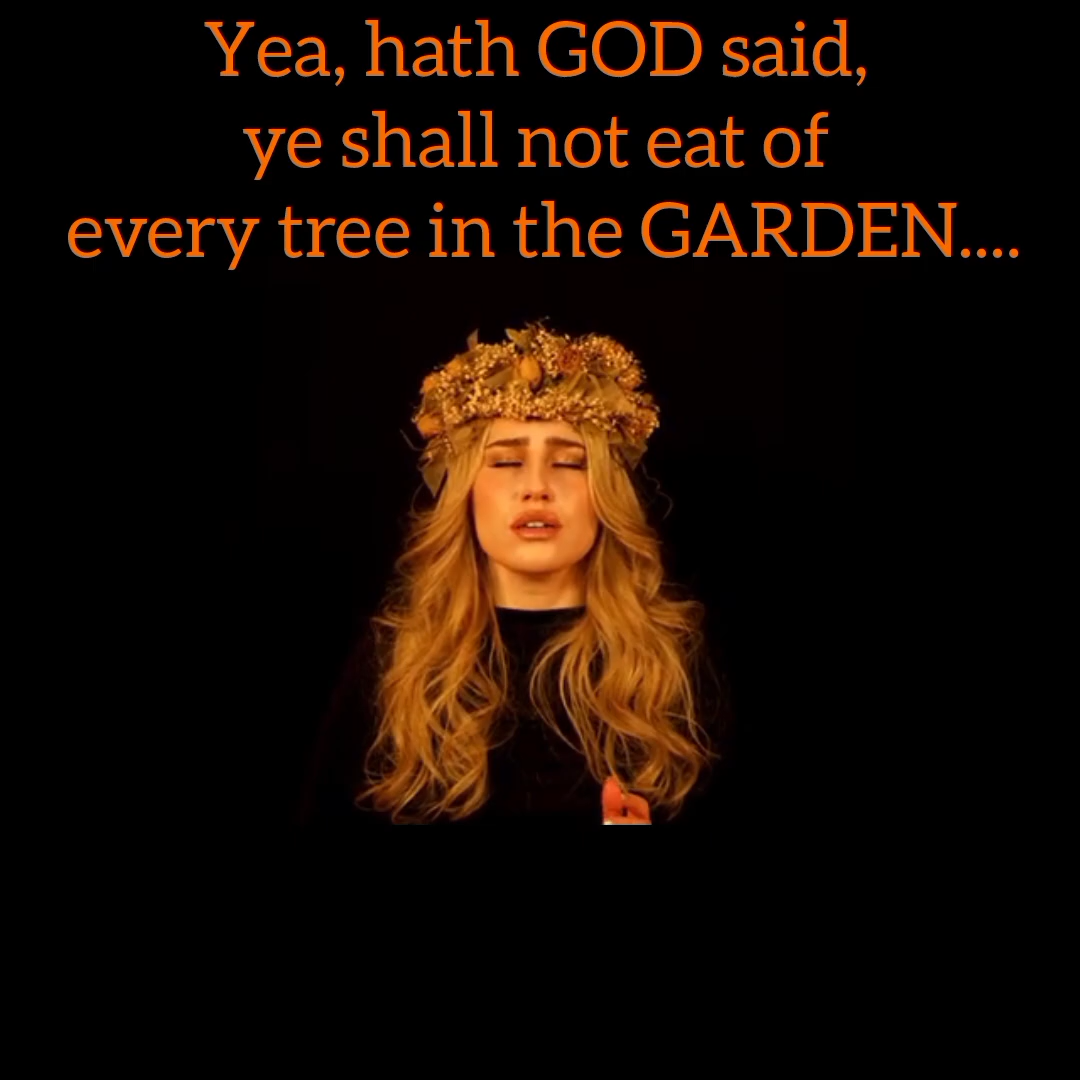 Yea, hath GOD said,
ye shall not eat of
every tree in the GARDEN....